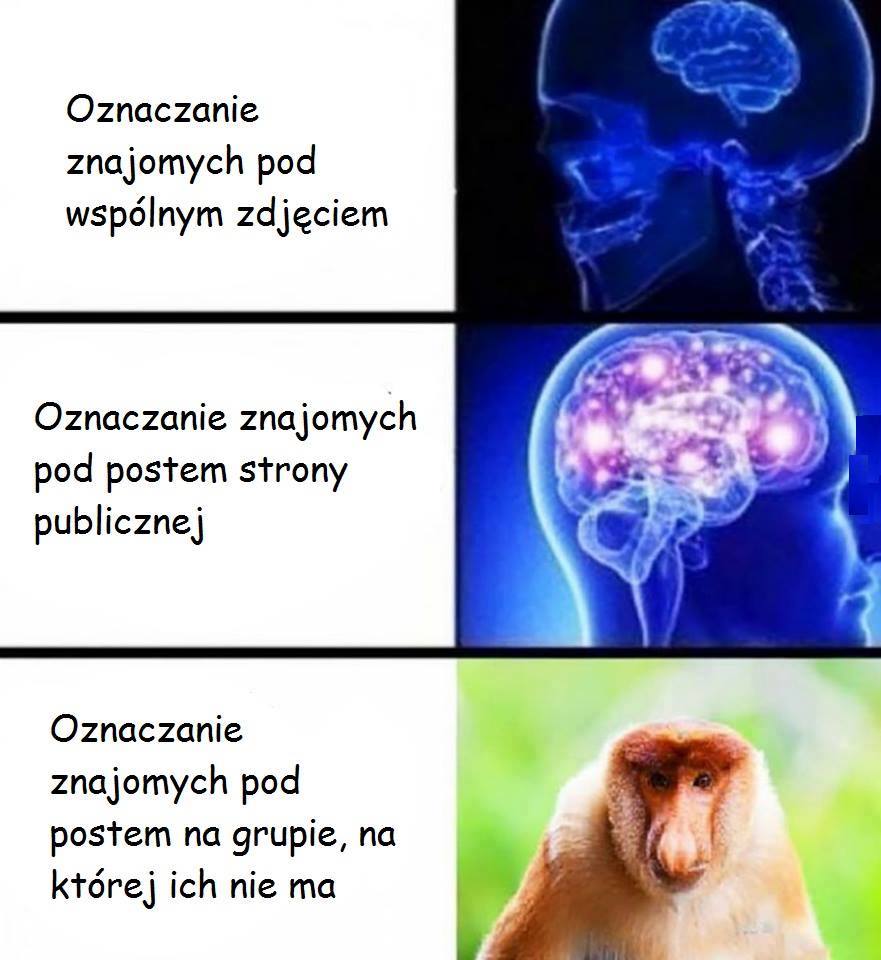 Oznaczanie
znajomych pod
wspólnym zdjęciem
Oznaczanie znajomych
pod postem strony
publicznej
Oznaczanie
znajomych pod
postem na grupie, na
której ich nie ma